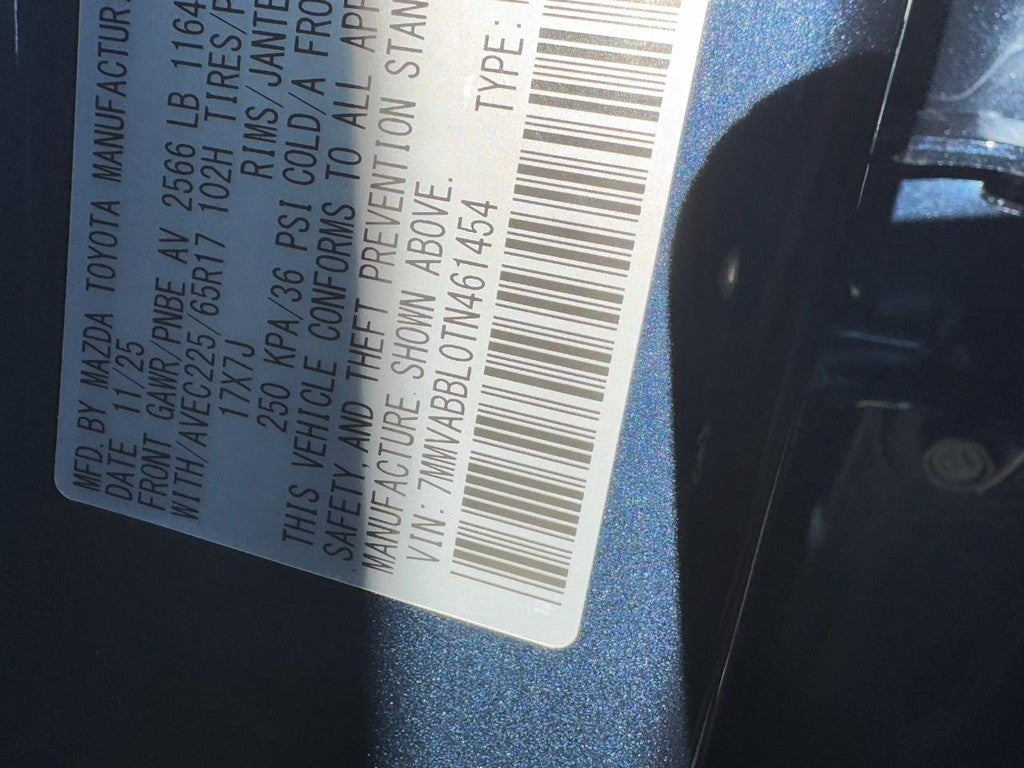 MFD. BY MAZDA TOYOTA MANUFACTUR
DATE 11/25
FRONT GAWR/PNBE AV 2566 LB 1164
WITH/AVEC225/65R17 102H TIRES/P
17X7J RIMS/JANTE
250 KPA/36 PSI COLD/A FRO
THIS VEHICLE CONFORMS TO ALL APP
SAFETY, AND THEFT PREVENTION STAN
MANUFACTURE SHOWN ABOVE.
VIN: 7MMVABBL0TN461454 TYPE: